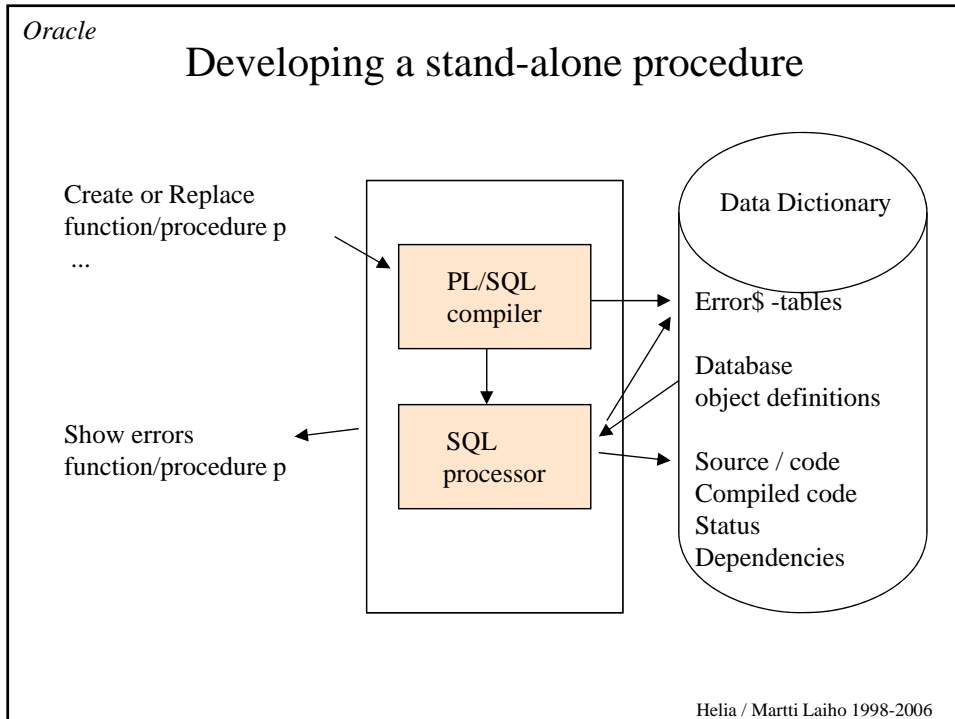 Oracle
Developing a stand-alone procedure
Create or Replace
function/procedure p
...
Show errors
function/procedure p
PL/SQL
compiler
SQL
processor
Data Dictionary
Error$ -tables
Database
object definitions
Source / code
Compiled code
Status
Dependencies
Helia / Martti Laiho 1998-2006